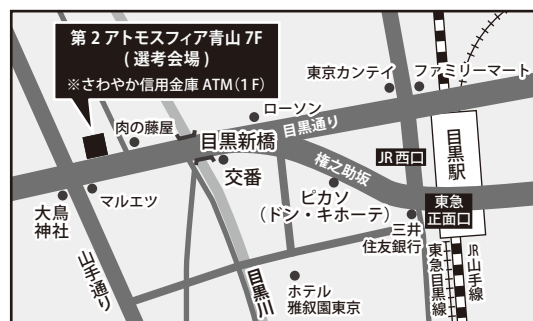 第2アトモスフィア青山 7F
(選考会場)
※さわやか信用金庫 ATM(1F)
東京カンテイ
ファミリーマート
ローソン
目黒通り
肉の藤屋
目黒新橋
交番
権之助坂
JR西口
目黒駅
マルエツ
大鳥
神社
ピカソ
(ドン・キホーテ)
東急
正面口
三井
住友銀行
山手通り
目黒川
ホテル
雅叙園東京
東急目黒線
JR山手線